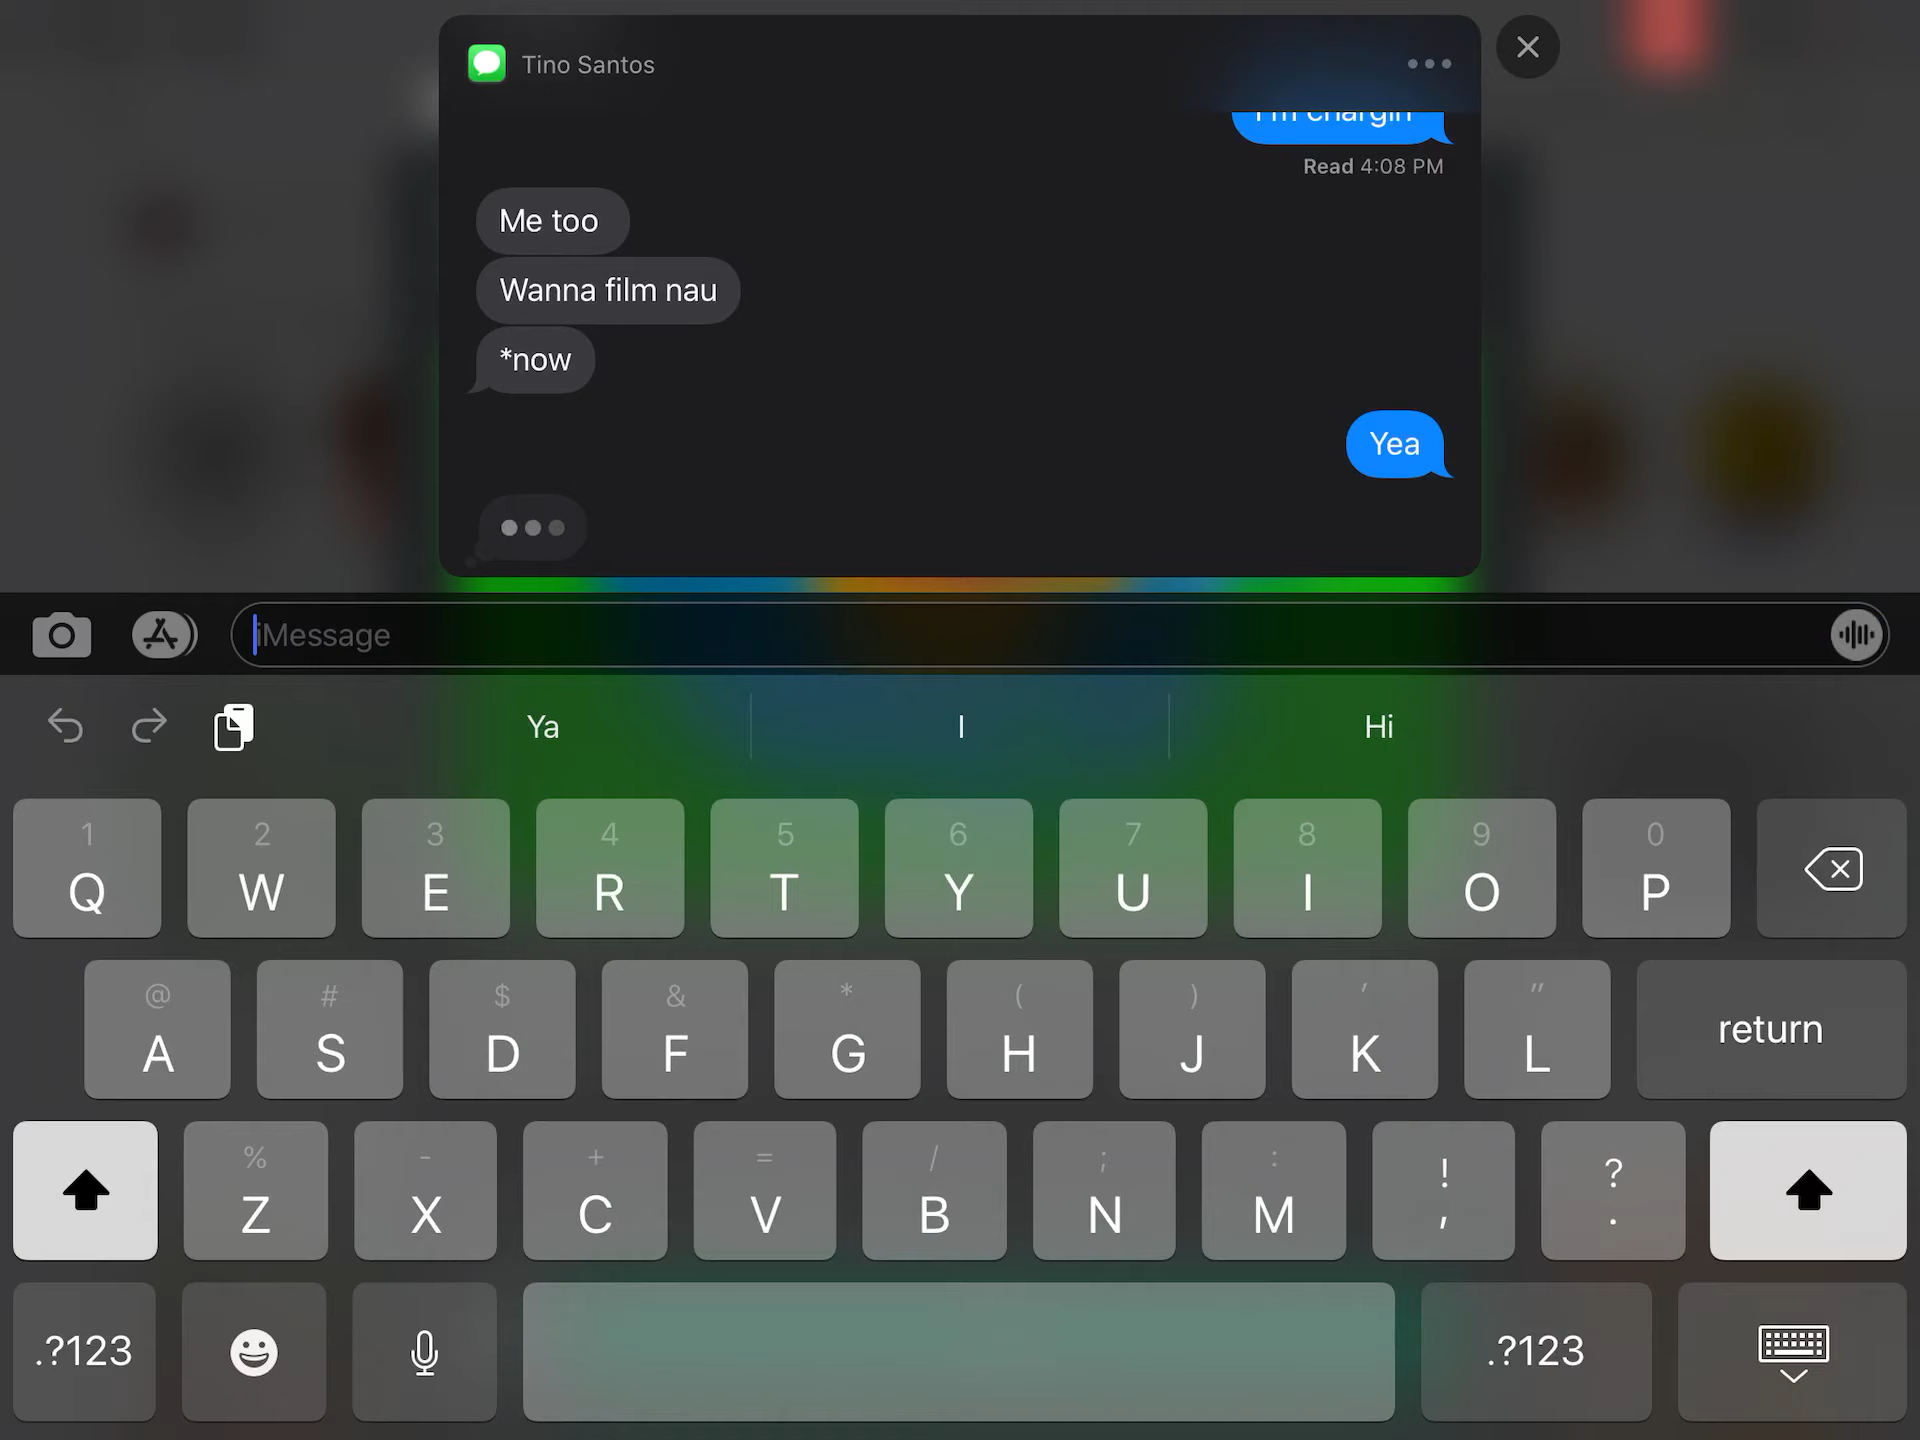 Tino Santos
I'm chargin
Read 4:08 PM
Me too
Wanna film nau
*now
Yea
iMessage
Ya I Hi
1 2 3 4 5 6 7 8 9 0
Q W E R T Y U I O P
@ # $ & * ( ) ' "
A S D F G H J K L return
% - + = / ; : ! ?
Z X C V B N M , .
.?123 .?123